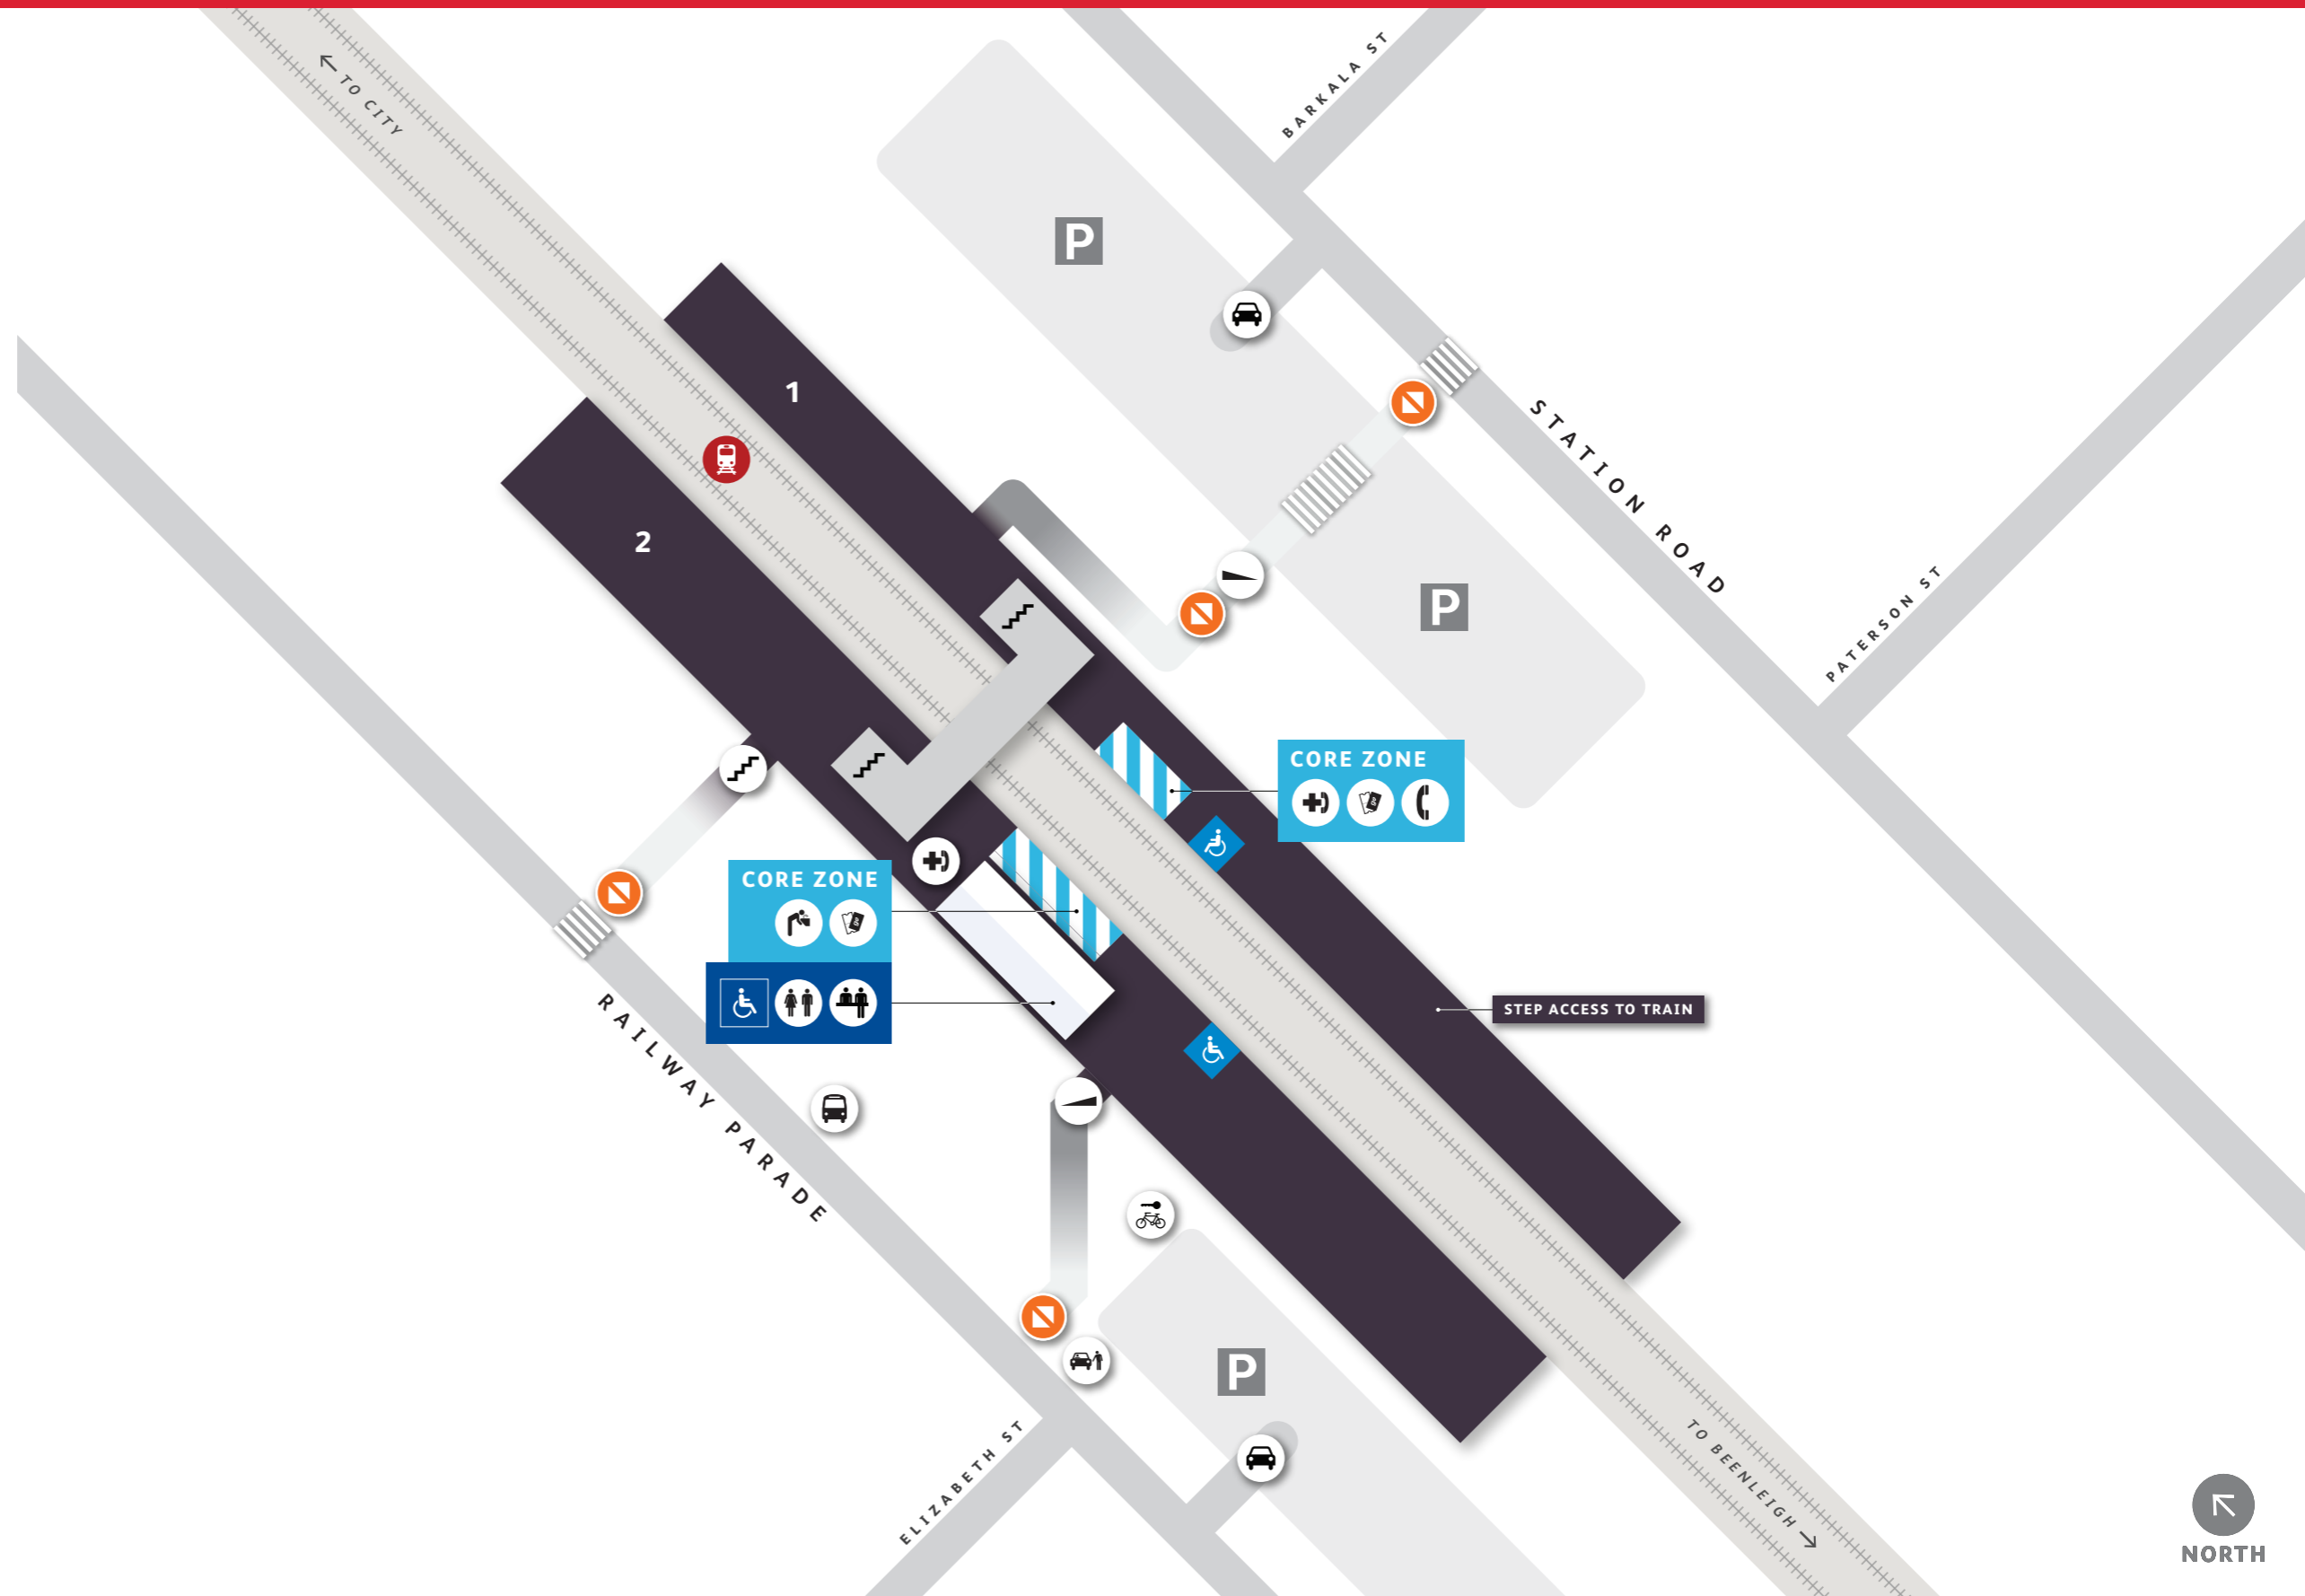 TO CITY
BARKALA ST
P
1
STATION ROAD
2
P
PATERSON ST
CORE ZONE
CORE ZONE
STEP ACCESS TO TRAIN
RAILWAY PARADE
P
ELIZABETH ST
TO BEENLEIGH
NORTH